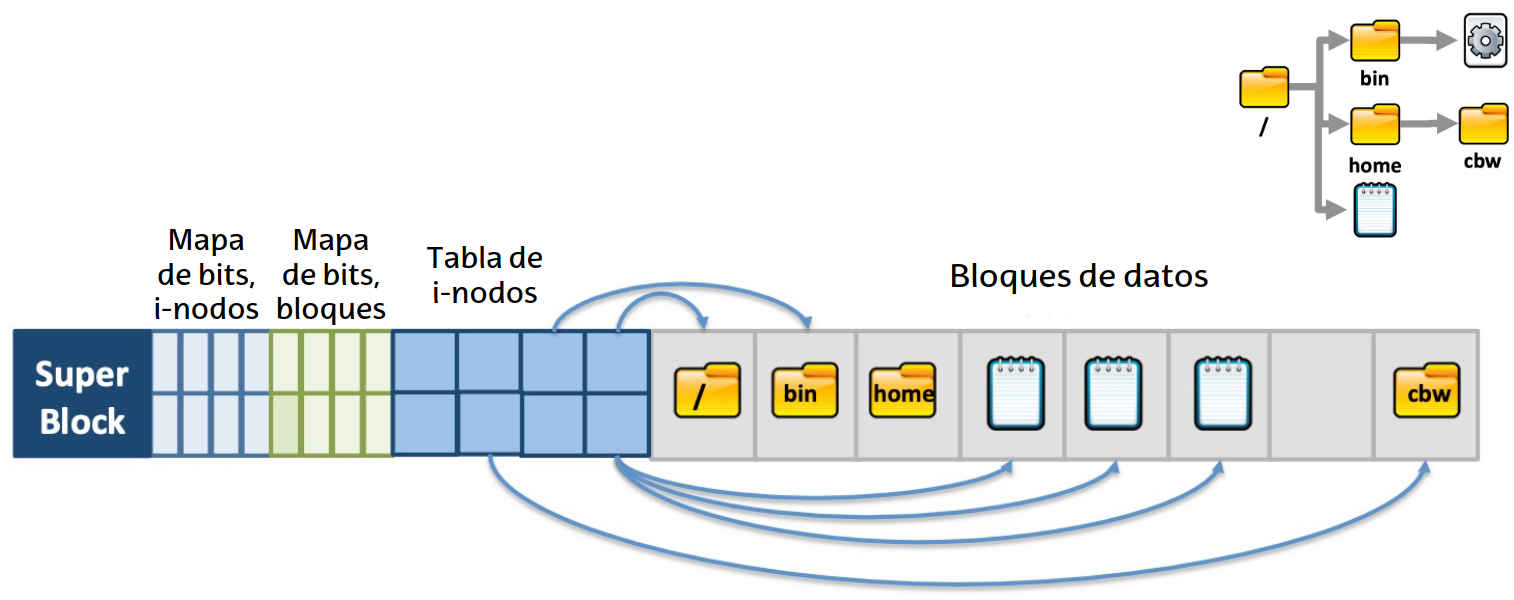 bin
/
home
cbw
Mapa
de bits,
i-nodos
Mapa
de bits,
bloques
Tabla de
i-nodos
Bloques de datos
Super
Block
/
bin
home
cbw